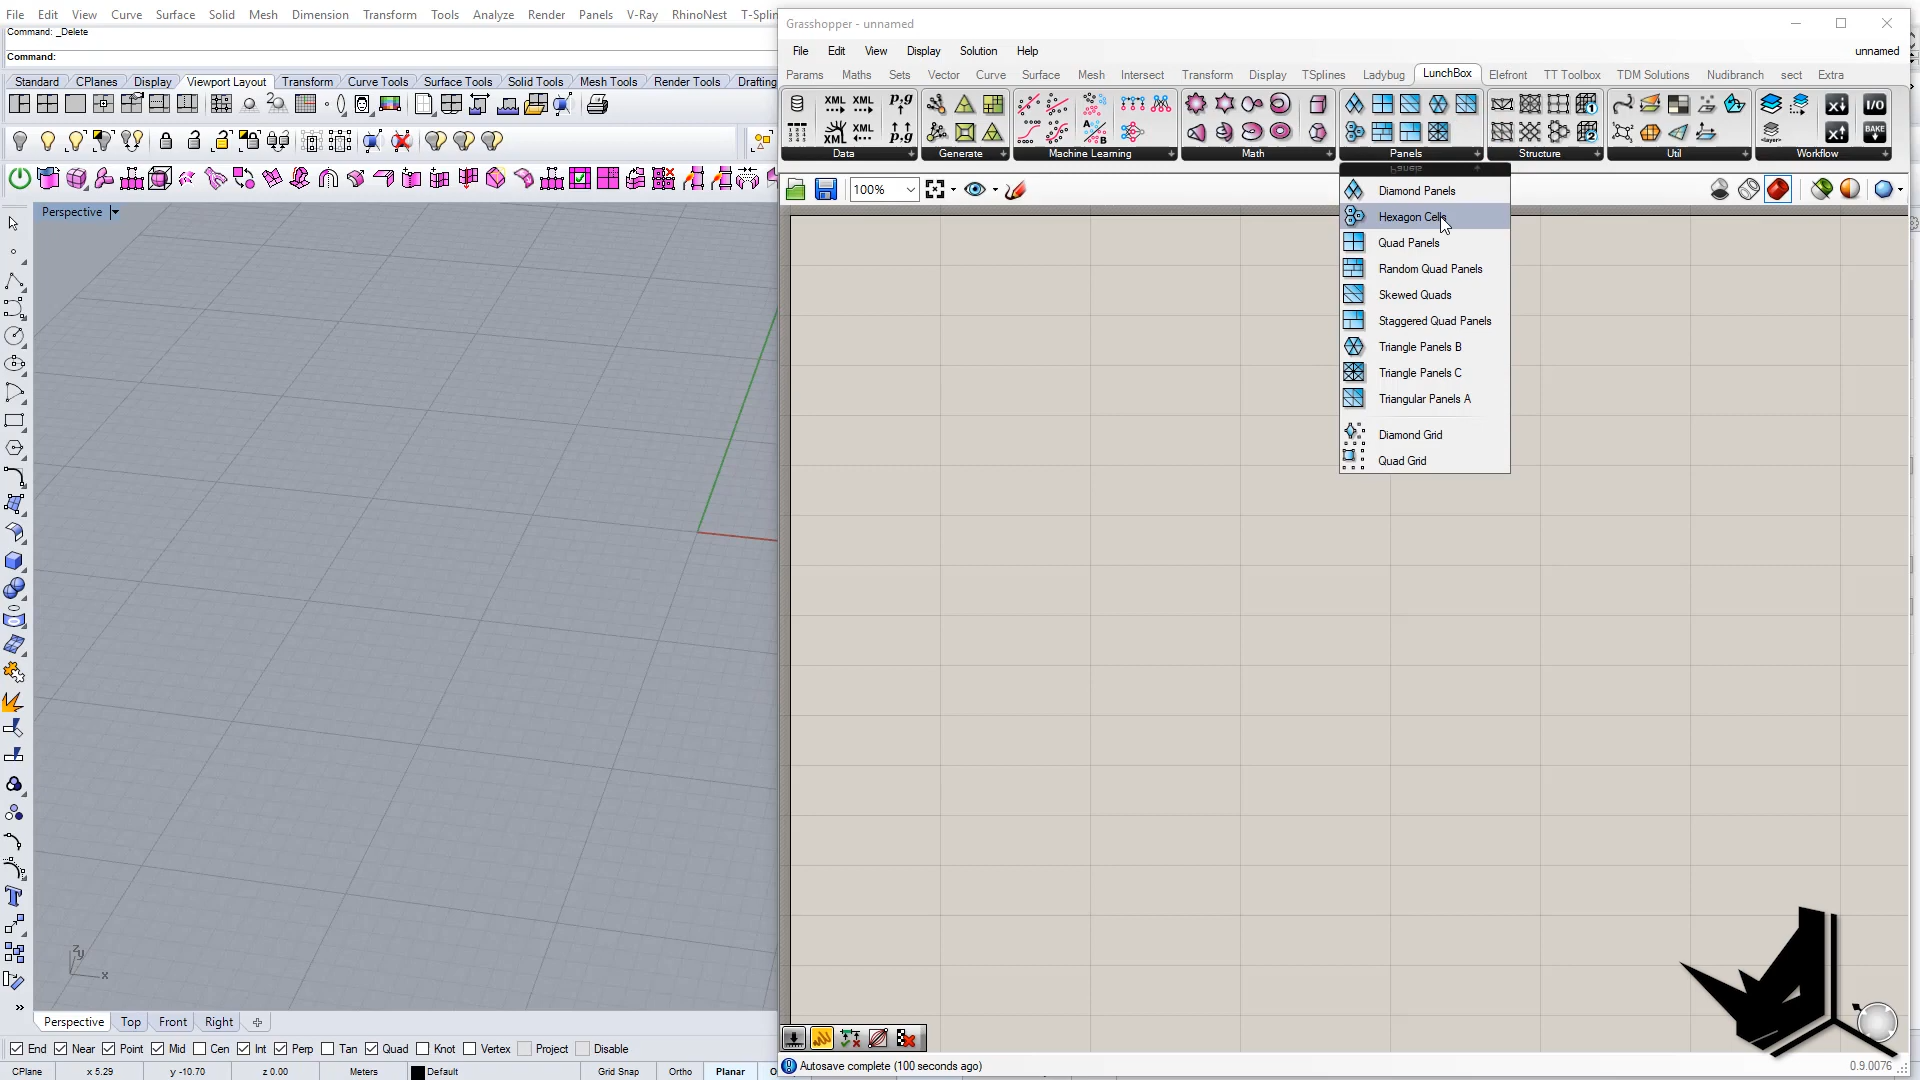 File Edit View Curve Surface Solid Mesh Dimension Transform Tools Analyze Render Panels V-Ray RhinoNest T-Splin
Command: _Delete
Command:
Standard CPlanes Display Viewport Layout Transform Curve Tools Surface Tools Solid Tools Mesh Tools Render Tools Drafting
Perspective
Grasshopper - unnamed
File Edit View Display Solution Help unnamed
Params Maths Sets Vector Curve Surface Mesh Intersect Transform Display TSplines Ladybug LunchBox Elefront TT Toolbox TDM Solutions Nudibranch sect Extra
XML XML p,g I/O
XML p,g BAKE
Data Generate Machine Learning Math Panels Structure Util Workflow
100%
Diamond Panels
Hexagon Cells
Quad Panels
Random Quad Panels
Skewed Quads
Staggered Quad Panels
Triangle Panels B
Triangle Panels C
Triangular Panels A
Diamond Grid
Quad Grid
z y x
Perspective Top Front Right
End Near Point Mid Cen Int Perp Tan Quad Knot Vertex Project Disable
CPlane x 5.29 y -10.70 z 0.00 Meters Default Grid Snap Ortho Planar
Autosave complete (100 seconds ago) 0.9.0076